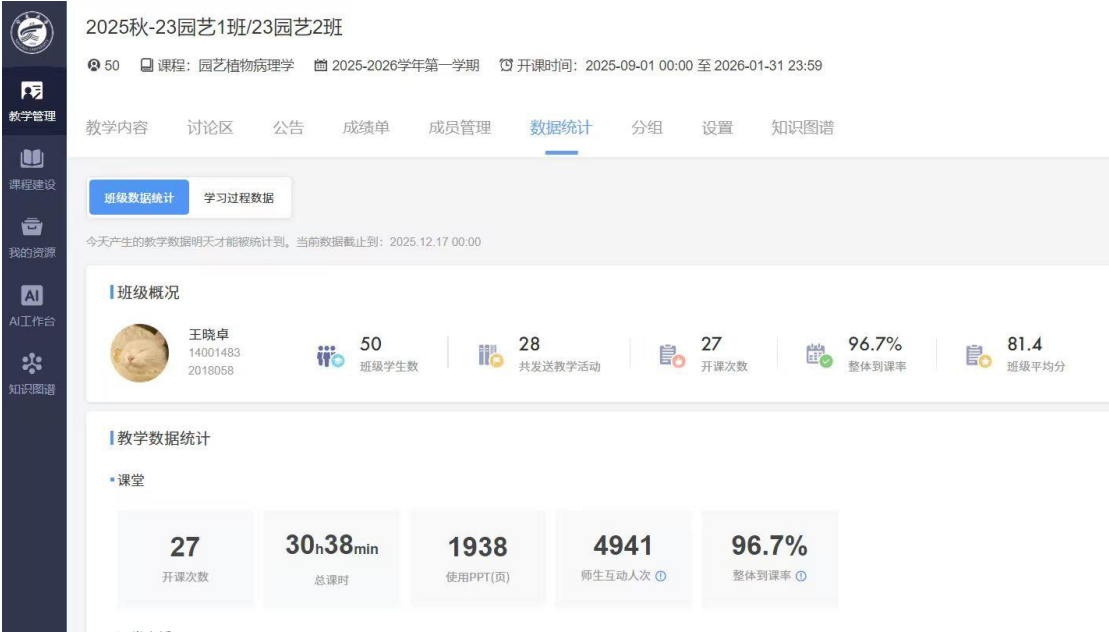 2025秋-23园艺1班/23园艺2班
50 课程：园艺植物病理学 2025-2026学年第一学期 开课时间：2025-09-01 00:00 至 2026-01-31 23:59
教学管理
课程建设
我的资源
AI
AI工作台
知识图谱
教学内容 讨论区 公告 成绩单 成员管理 数据统计 分组 设置 知识图谱
班级数据统计 学习过程数据
今天产生的教学数据明天才能被统计到。当前数据截止到：2025.12.17 00:00
班级概况
王晓卓
14001483
2018058
50 28 27 96.7% 81.4
班级学生数 共发送教学活动 开课次数 整体到课率 班级平均分
教学数据统计
课堂
27 30h38min 1938 4941 96.7%
开课次数 总课时 使用PPT(页) 师生互动人次 整体到课率